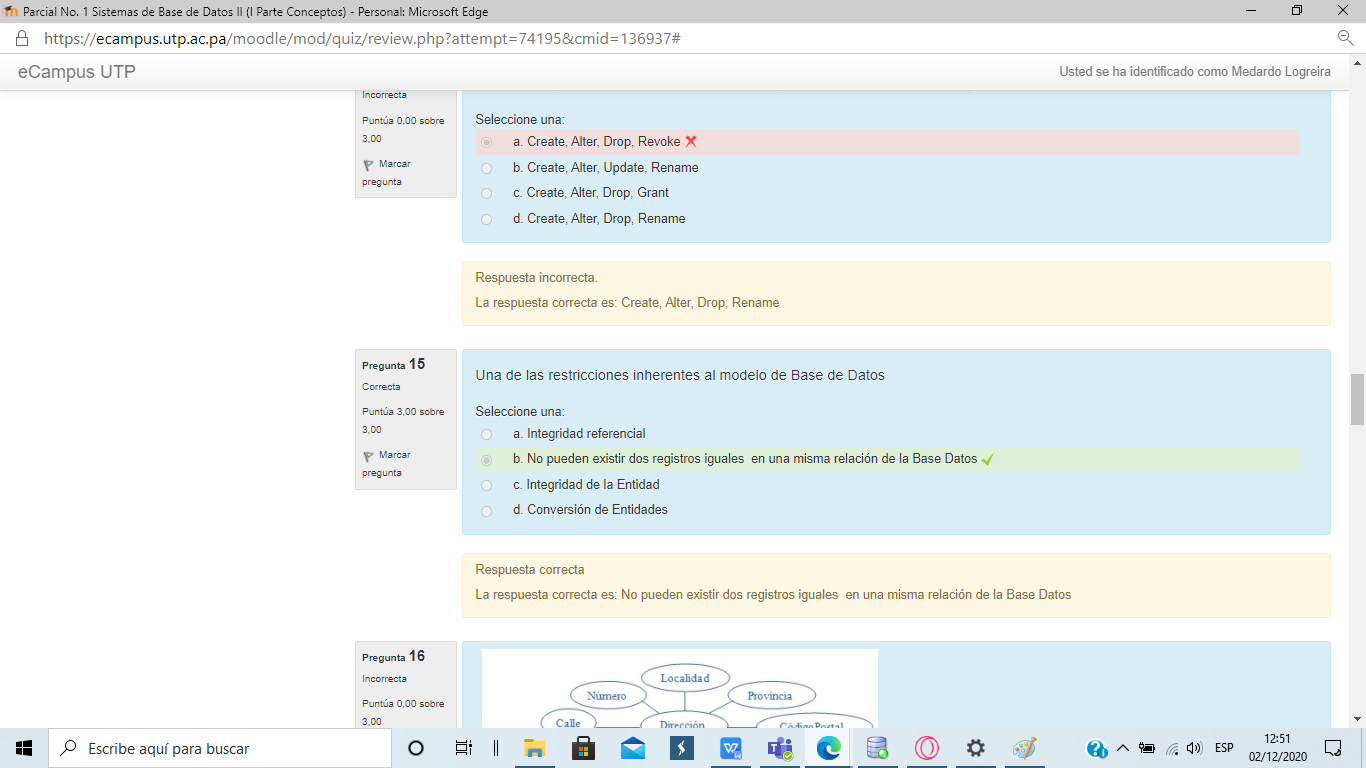 Parcial No. 1 Sistemas de Base de Datos II (I Parte Conceptos) - Personal: Microsoft Edge
https://ecampus.utp.ac.pa/moodle/mod/quiz/review.php?attempt=74195&cmid=136937#
eCampus UTP
Usted se ha identificado como Medardo Logreira
Incorrecta
Puntúa 0,00 sobre
3,00
Marcar
pregunta
Seleccione una:
a. Create, Alter, Drop, Revoke
b. Create, Alter, Update, Rename
c. Create, Alter, Drop, Grant
d. Create, Alter, Drop, Rename
Respuesta incorrecta.
La respuesta correcta es: Create, Alter, Drop, Rename
Pregunta 15
Correcta
Puntúa 3,00 sobre
3,00
Marcar
pregunta
Una de las restricciones inherentes al modelo de Base de Datos
Seleccione una:
a. Integridad referencial
b. No pueden existir dos registros iguales  en una misma relación de la Base Datos
c. Integridad de la Entidad
d. Conversión de Entidades
Respuesta correcta
La respuesta correcta es: No pueden existir dos registros iguales  en una misma relación de la Base Datos
Pregunta 16
Incorrecta
Puntúa 0,00 sobre
3,00
Localidad
Número
Provincia
Calle
Dirección
CódigoPostal
Escribe aquí para buscar
ESP
12:51
02/12/2020